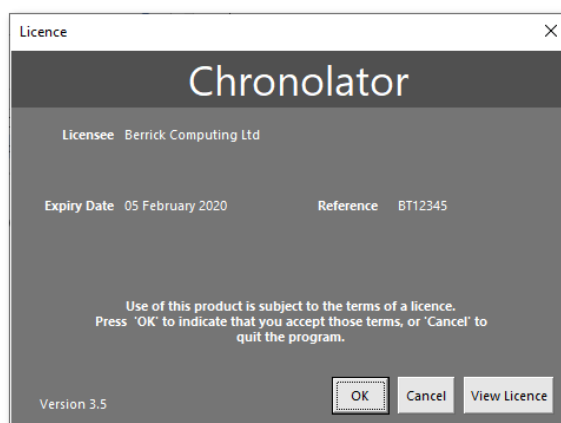 Licence
Chronolator
Licensee Berrick Computing Ltd
Expiry Date 05 February 2020 Reference BT12345
Use of this product is subject to the terms of a licence.
Press 'OK' to indicate that you accept those terms, or 'Cancel' to
quit the program.
OK Cancel View Licence
Version 3.5